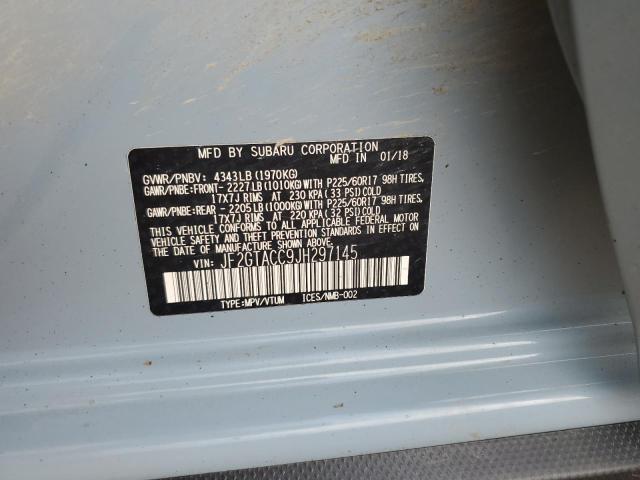 MFD BY SUBARU CORPORATION
MFD IN 01/18
GVWR/PNBV: 4343LB(1970KG)
GAWR/PNBE:FRONT- 2227LB(1010KG)WITH P225/60R17 98H TIRES,
17X7J RIMS AT 230 KPA (33 PSI)COLD
GAWR/PNBE:REAR - 2205LB(1000KG)WITH P225/60R17 98H TIRES,
17X7J RIMS AT 220 KPA(32 PSI)COLD
THIS VEHICLE CONFORMS TO ALL APPLICABLE FEDERAL MOTOR
VEHICLE SAFETY AND THEFT PREVENTION STANDARDS IN EFFECT
ON THE DATE OF MANUFACTURE SHOWN ABOVE.
VIN: JF2GTACC9JH297145
TYPE:MPV/VTUM ICES/NMB-002